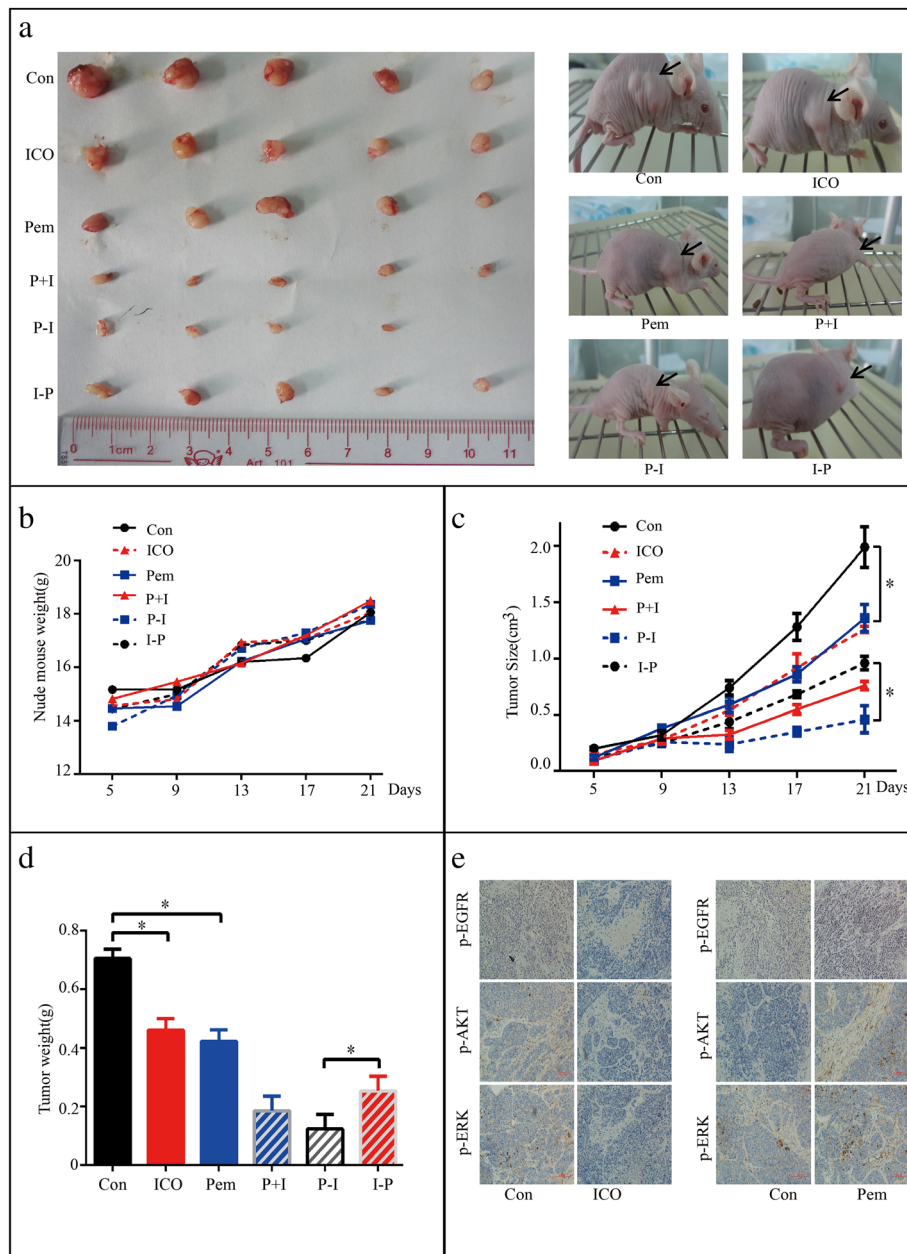 a
Con
ICO
Pem
P+I
P-I
I-P
0 1cm 2 3 4 5 6 7 8 9 10 11
Art 101
Con
ICO
Pem
P+I
P-I
I-P
b
Con
ICO
Pem
P+I
P-I
I-P
Nude mouse weight(g)
20
18
16
14
12
5 9 13 17 21 Days
c
Con
ICO
Pem
P+I
P-I
I-P
Tumor Size(cm³)
2.0
1.5
1.0
0.5
0.0
5 9 13 17 21 Days
*
*
d
Tumor weight(g)
0.8
0.6
0.4
0.2
0
*
*
*
Con ICO Pem P+I P-I I-P
e
p-EGFR
p-AKT
p-ERK
Con ICO
p-EGFR
p-AKT
p-ERK
Con Pem